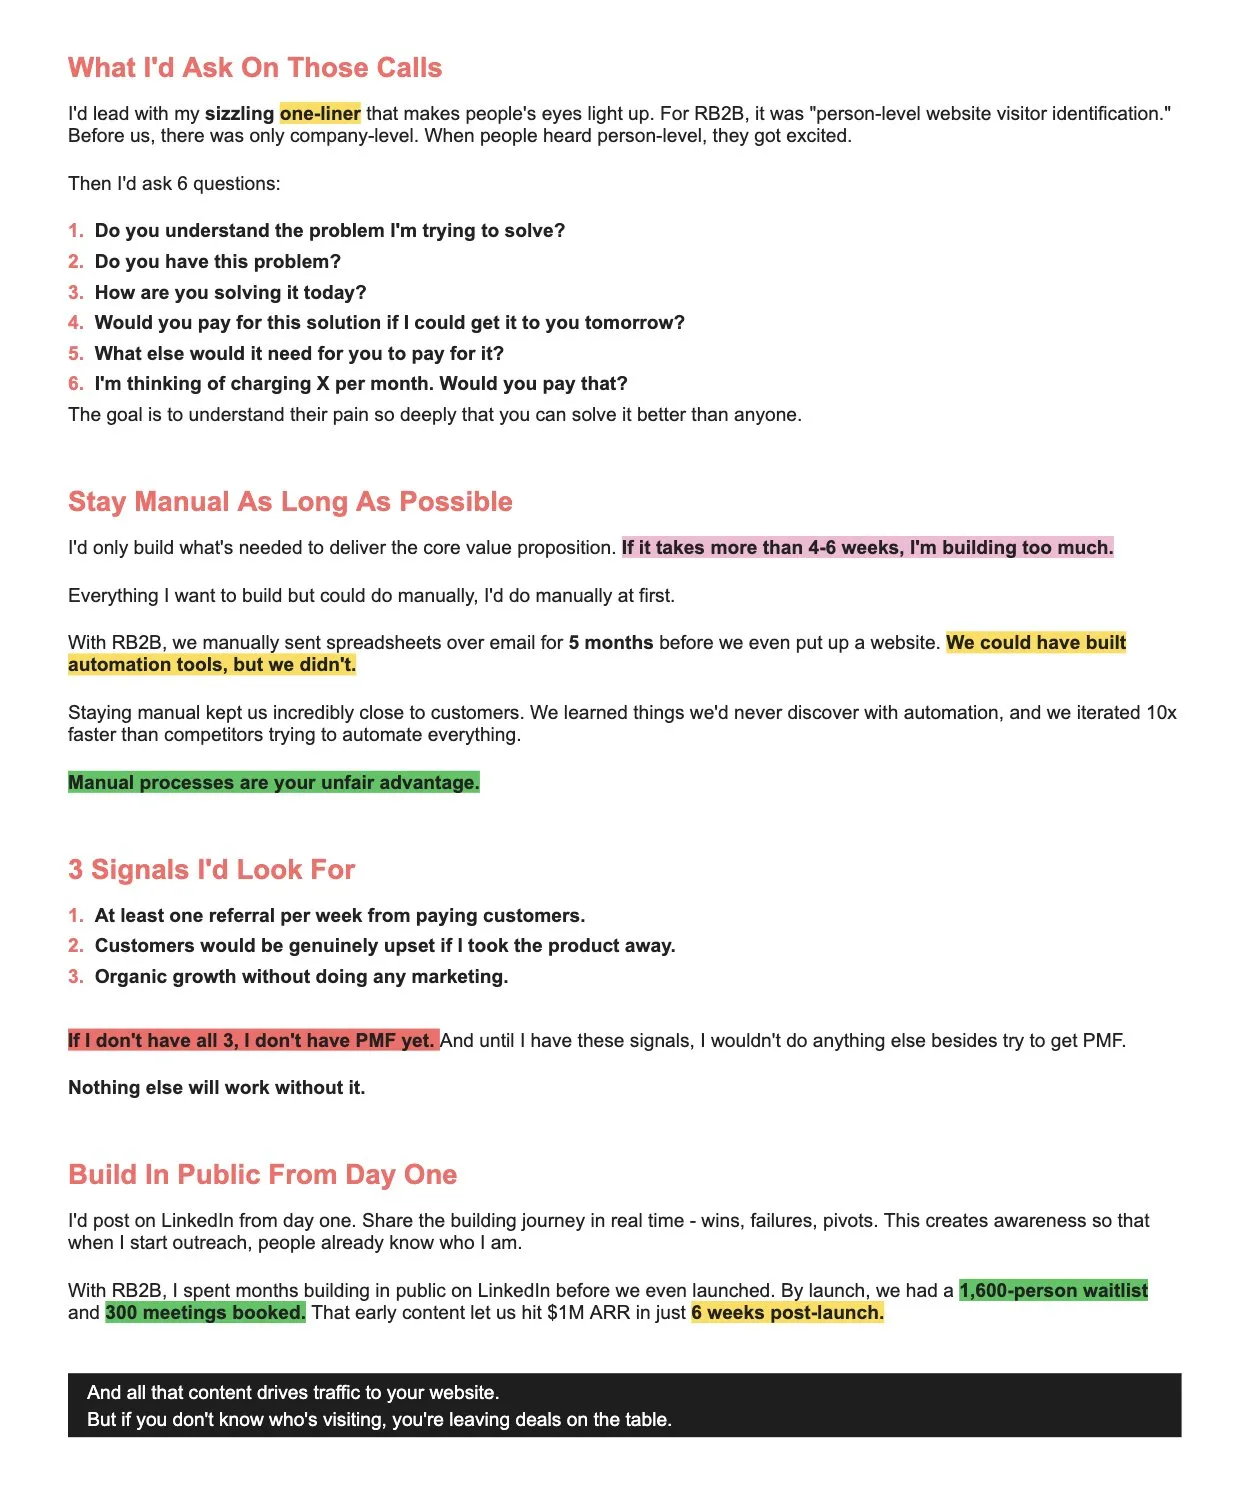 What I'd Ask On Those Calls
I'd lead with my sizzling one-liner that makes people's eyes light up. For RB2B, it was "person-level website visitor identification."
Before us, there was only company-level. When people heard person-level, they got excited.
Then I'd ask 6 questions:
1. Do you understand the problem I'm trying to solve?
2. Do you have this problem?
3. How are you solving it today?
4. Would you pay for this solution if I could get it to you tomorrow?
5. What else would it need for you to pay for it?
6. I'm thinking of charging X per month. Would you pay that?
The goal is to understand their pain so deeply that you can solve it better than anyone.
Stay Manual As Long As Possible
I'd only build what's needed to deliver the core value proposition. If it takes more than 4-6 weeks, I'm building too much.
Everything I want to build but could do manually, I'd do manually at first.
With RB2B, we manually sent spreadsheets over email for 5 months before we even put up a website. We could have built
automation tools, but we didn't.
Staying manual kept us incredibly close to customers. We learned things we'd never discover with automation, and we iterated 10x
faster than competitors trying to automate everything.
Manual processes are your unfair advantage.
3 Signals I'd Look For
1. At least one referral per week from paying customers.
2. Customers would be genuinely upset if I took the product away.
3. Organic growth without doing any marketing.
If I don't have all 3, I don't have PMF yet. And until I have these signals, I wouldn't do anything else besides try to get PMF.
Nothing else will work without it.
Build In Public From Day One
I'd post on LinkedIn from day one. Share the building journey in real time - wins, failures, pivots. This creates awareness so that
when I start outreach, people already know who I am.
With RB2B, I spent months building in public on LinkedIn before we even launched. By launch, we had a 1,600-person waitlist
and 300 meetings booked. That early content let us hit $1M ARR in just 6 weeks post-launch.
And all that content drives traffic to your website.
But if you don't know who's visiting, you're leaving deals on the table.